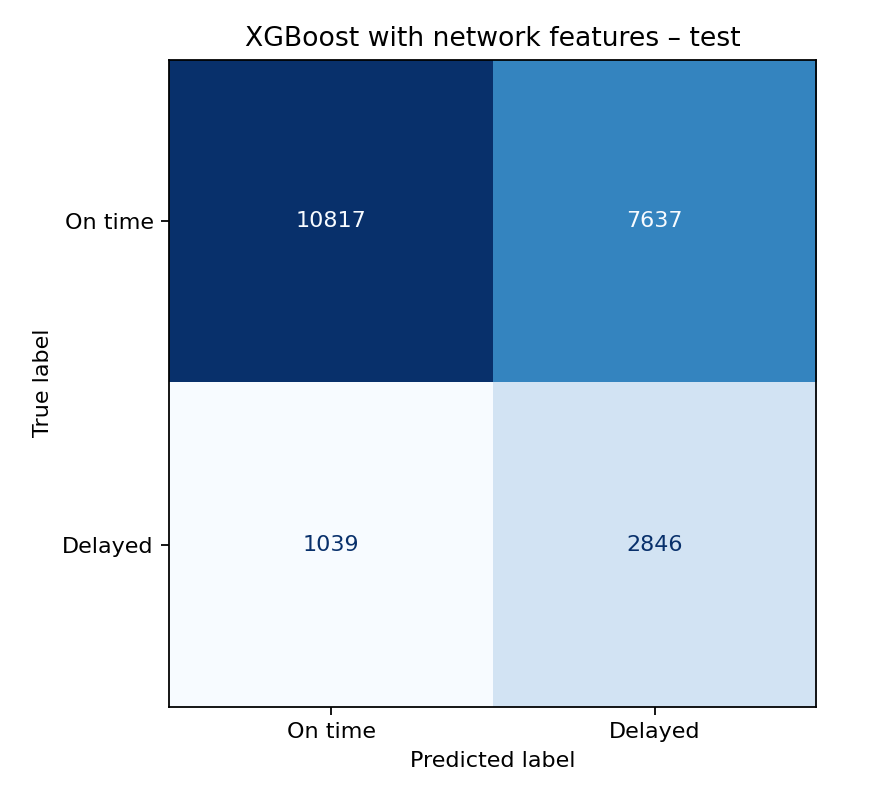 XGBoost with network features – test
10817 7637
On time
1039 2846
Delayed
True label
On time Delayed
Predicted label